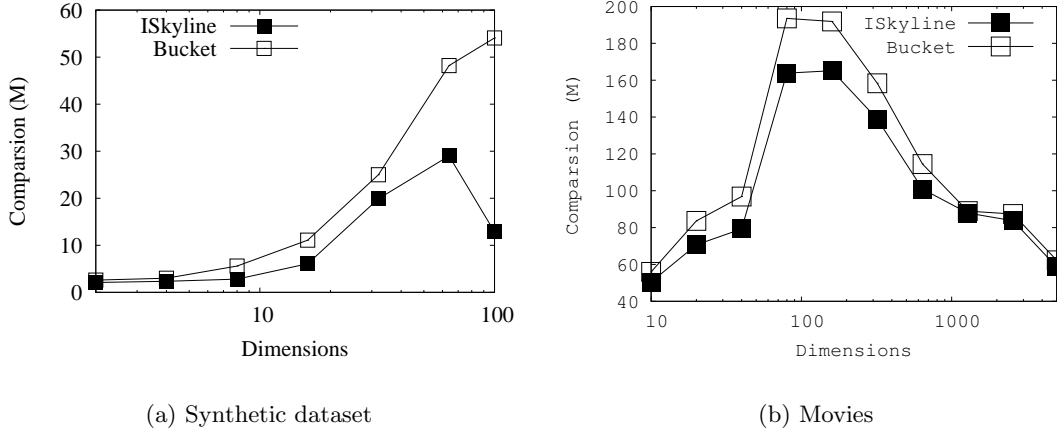 ISkyline
Bucket
Comparsion (M)
60
50
40
30
20
10
0
10
100
Dimensions
(a) Synthetic dataset
ISkyline
Bucket
Comparsion (M)
200
180
160
140
120
100
80
60
40
10
100
1000
Dimensions
(b) Movies